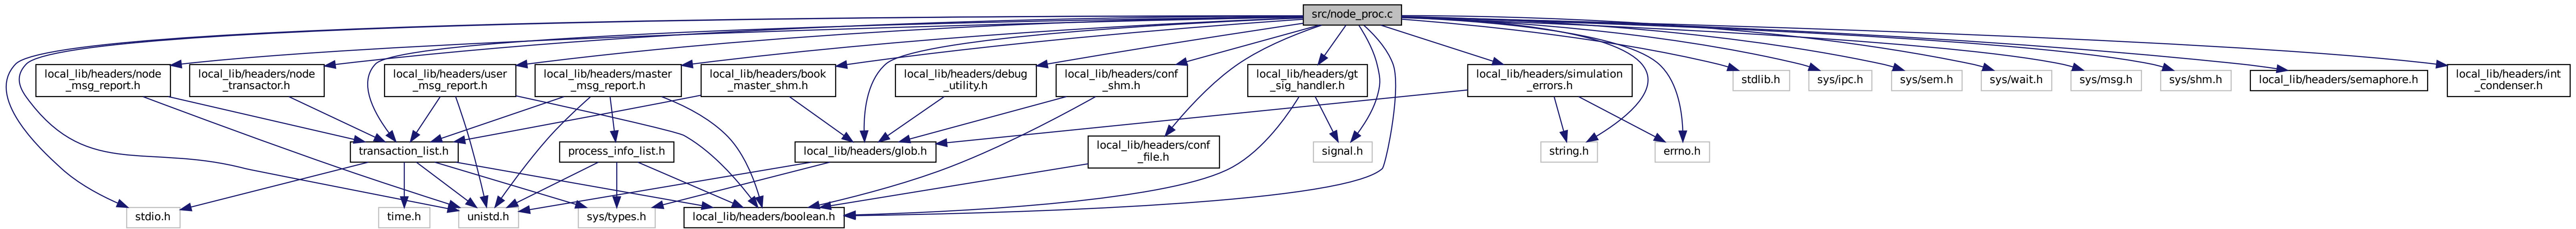 src/node_proc.c
local_lib/headers/node
_msg_report.h
local_lib/headers/node
_transactor.h
local_lib/headers/user
_msg_report.h
local_lib/headers/master
_msg_report.h
local_lib/headers/book
_master_shm.h
local_lib/headers/debug
_utility.h
local_lib/headers/conf
_shm.h
local_lib/headers/gt
_sig_handler.h
local_lib/headers/simulation
_errors.h
stdlib.h
sys/ipc.h
sys/sem.h
sys/wait.h
sys/msg.h
sys/shm.h
local_lib/headers/semaphore.h
local_lib/headers/int
_condenser.h
transaction_list.h
process_info_list.h
local_lib/headers/glob.h
local_lib/headers/conf
_file.h
signal.h
string.h
errno.h
stdio.h
time.h
unistd.h
sys/types.h
local_lib/headers/boolean.h